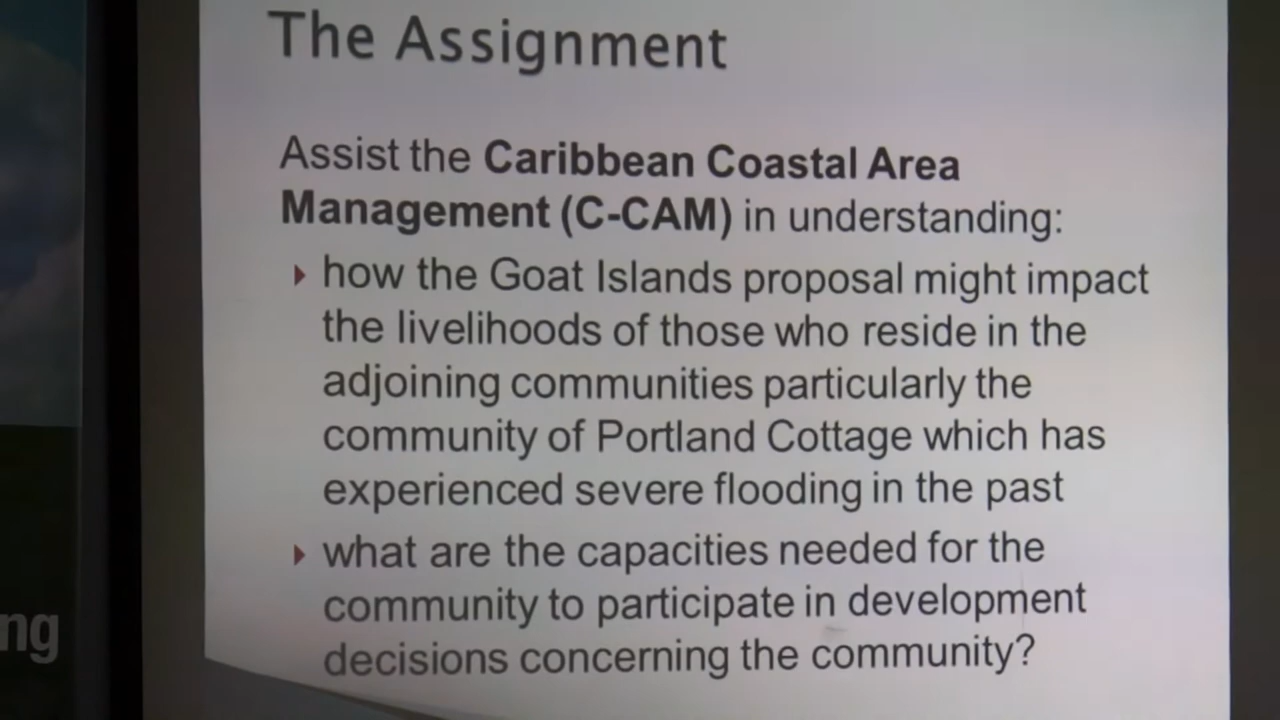 The Assignment
Assist the Caribbean Coastal Area
Management (C-CAM) in understanding:
how the Goat Islands proposal might impact
the livelihoods of those who reside in the
adjoining communities particularly the
community of Portland Cottage which has
experienced severe flooding in the past
what are the capacities needed for the
community to participate in development
decisions concerning the community?
ng